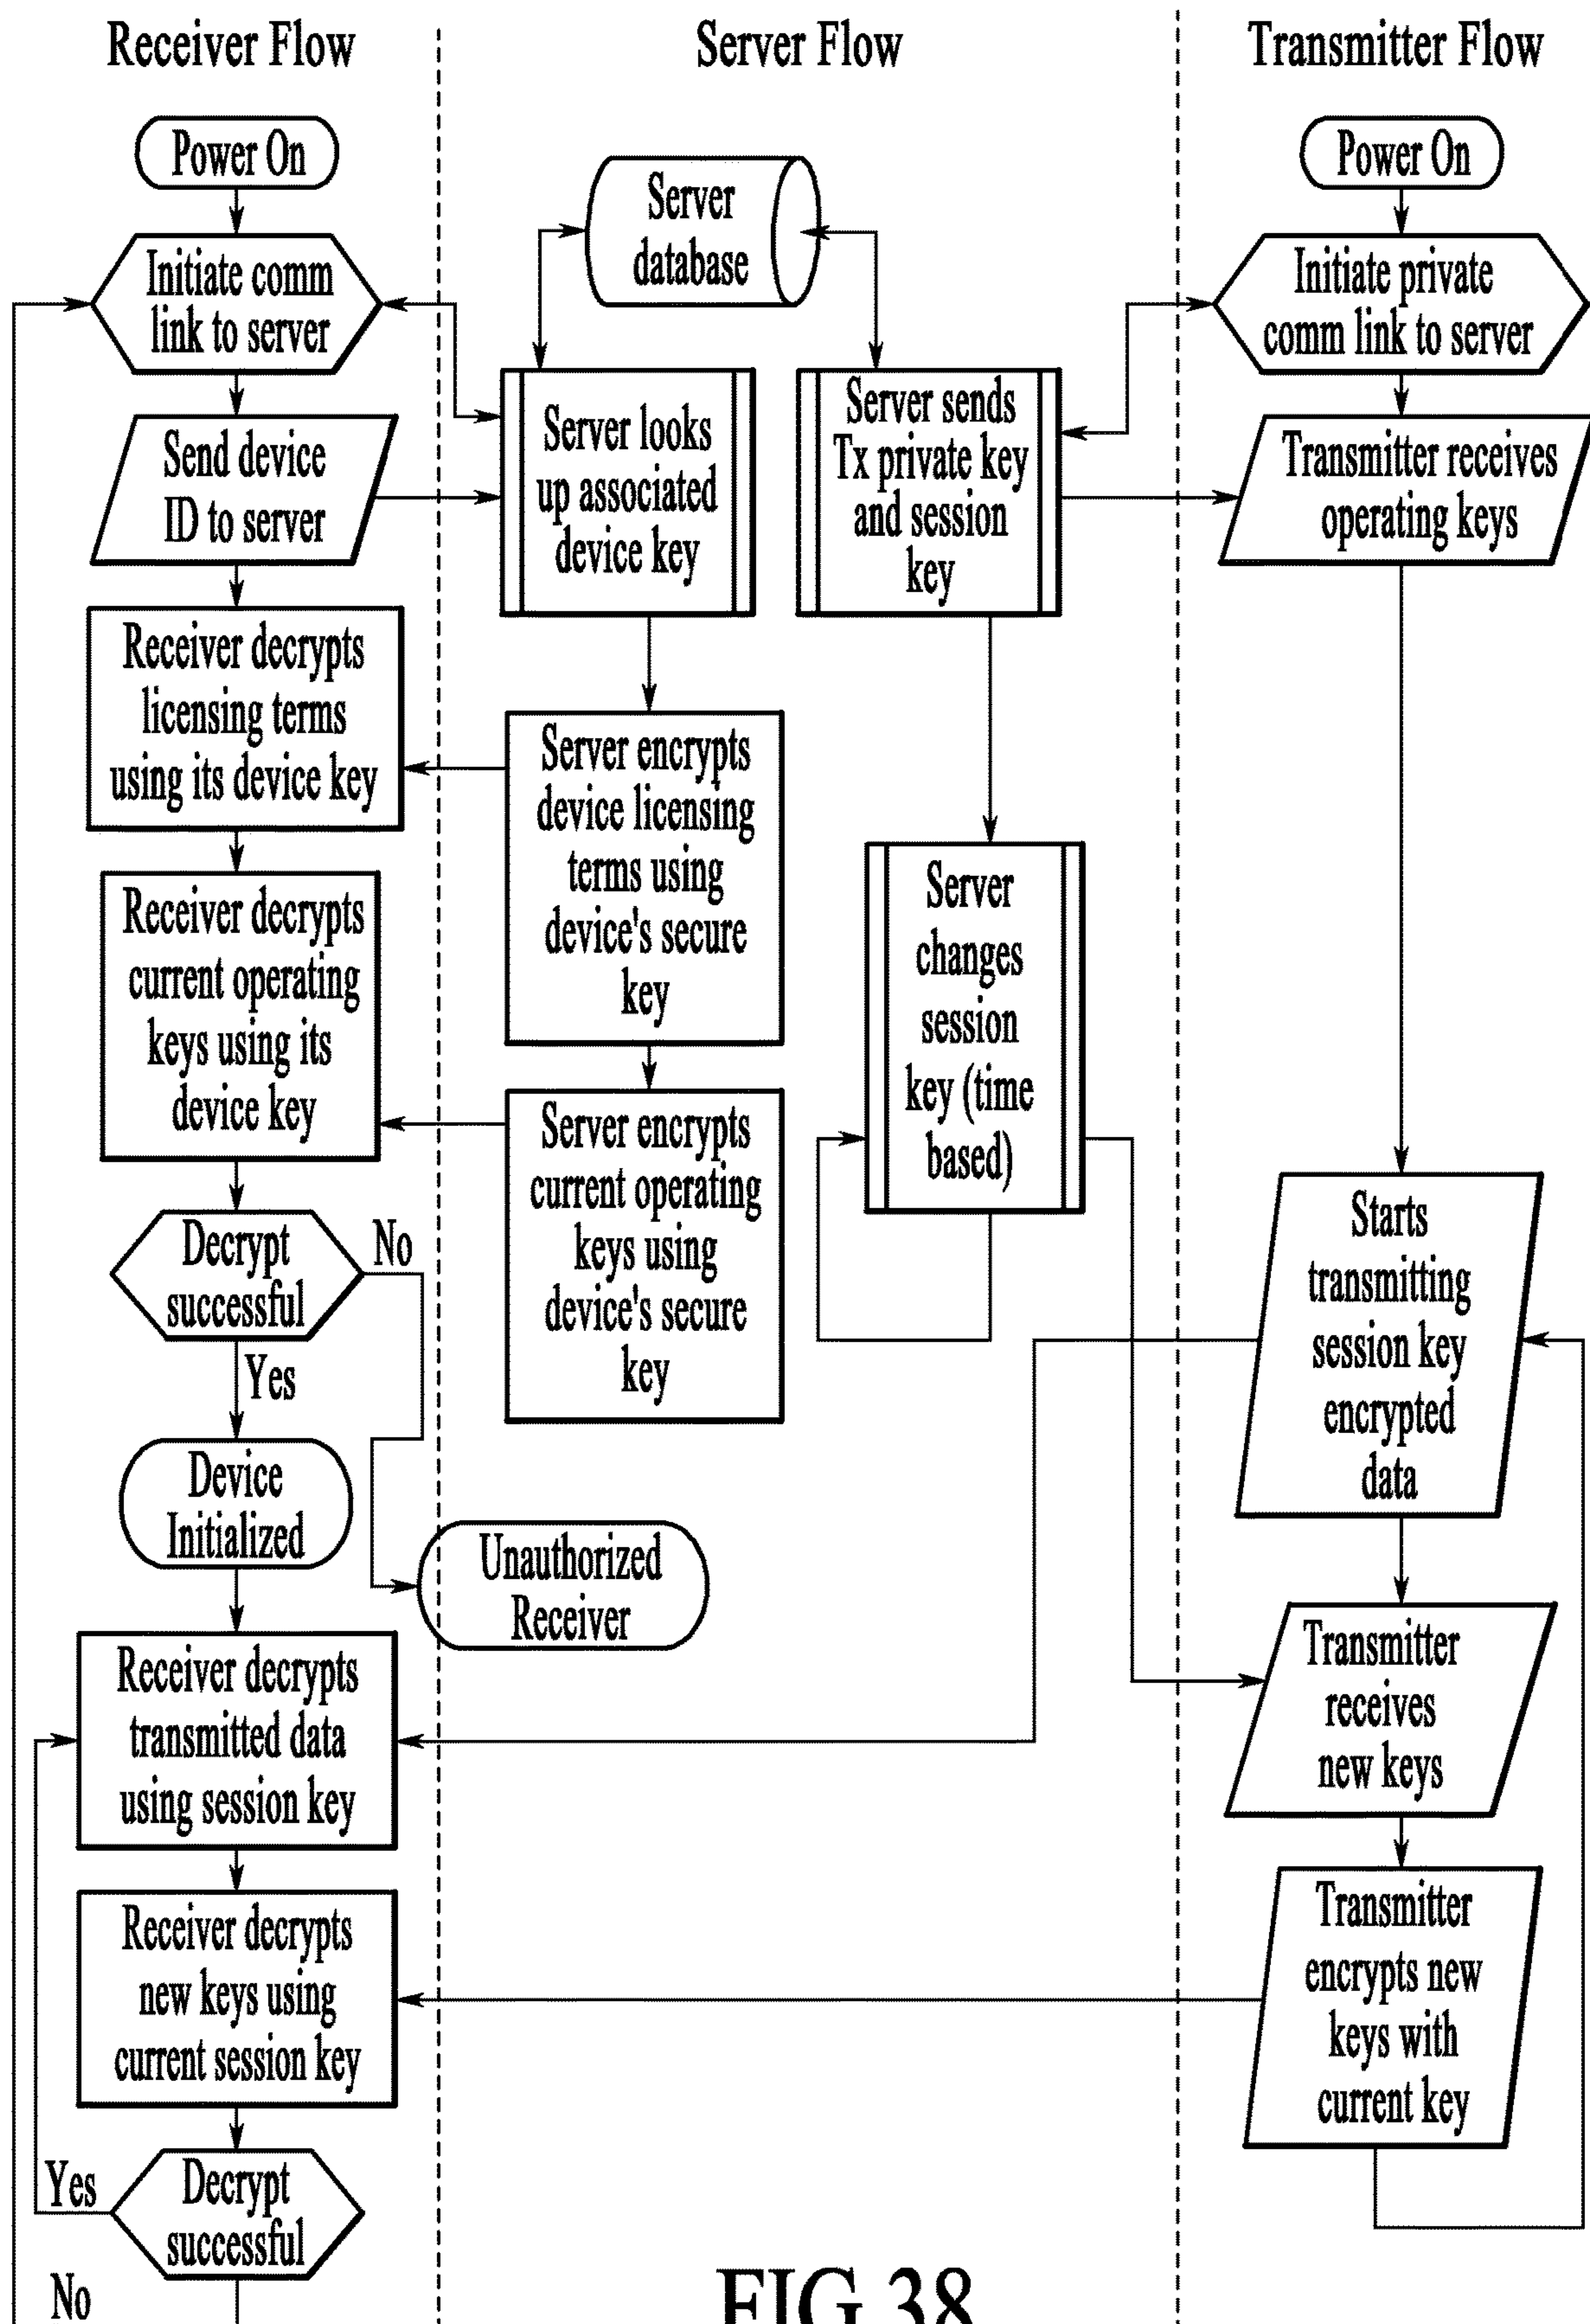 Receiver Flow
Server Flow
Transmitter Flow
Power On
Initiate comm
link to server
Send device
ID to server
Receiver decrypts
licensing terms
using its device key
Receiver decrypts
current operating
keys using its
device key
Decrypt
successful
No
Yes
Device
Initialized
Unauthorized
Receiver
Receiver decrypts
transmitted data
using session key
Receiver decrypts
new keys using
current session key
Decrypt
successful
Yes
No
Server
database
Server looks
up associated
device key
Server encrypts
device licensing
terms using
device's secure
key
Server encrypts
current operating
keys using
device's secure
key
Server sends
Tx private key
and session
key
Server
changes
session
key (time
based)
Power On
Initiate private
comm link to server
Transmitter receives
operating keys
Starts
transmitting
session key
encrypted
data
Transmitter
receives
new keys
Transmitter
encrypts new
keys with
current key
FIG 38